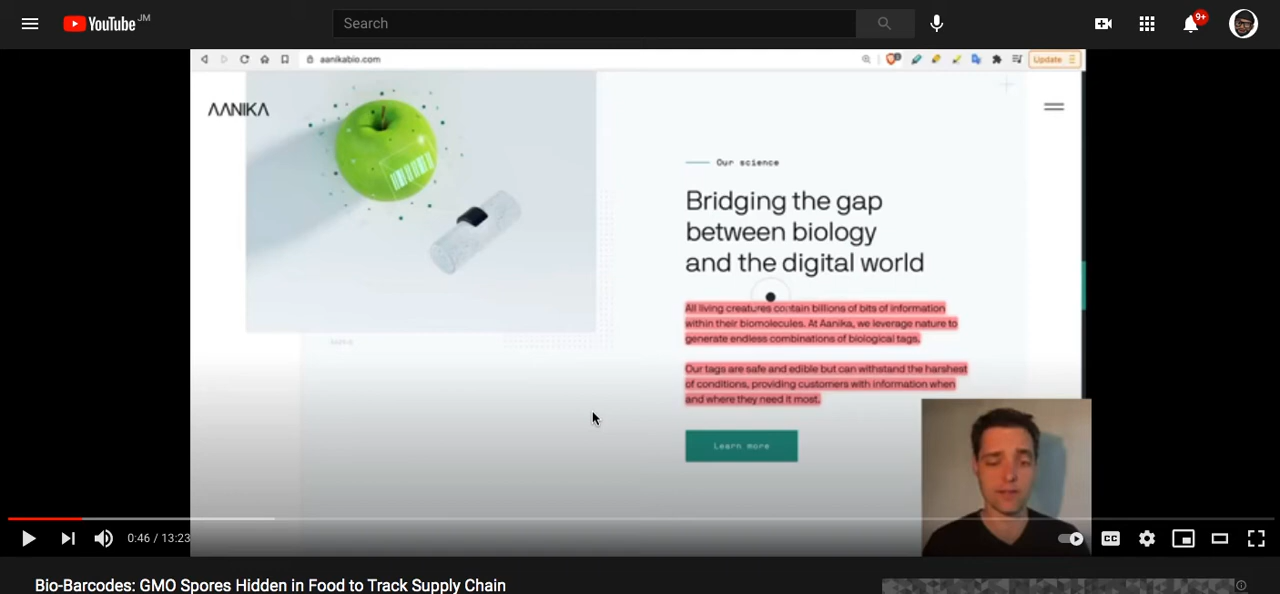 YouTube JM
Search
9+
aanikabio.com
Update
AANIKA
Our science
Bridging the gap
between biology
and the digital world
All living creatures contain billions of bits of information
within their biomolecules. At Aanika, we leverage nature to
generate endless combinations of biological tags.
Our tags are safe and edible but can withstand the harshest
of conditions, providing customers with information when
and where they need it most.
Learn more
0:46 / 13:23
CC
Bio-Barcodes: GMO Spores Hidden in Food to Track Supply Chain